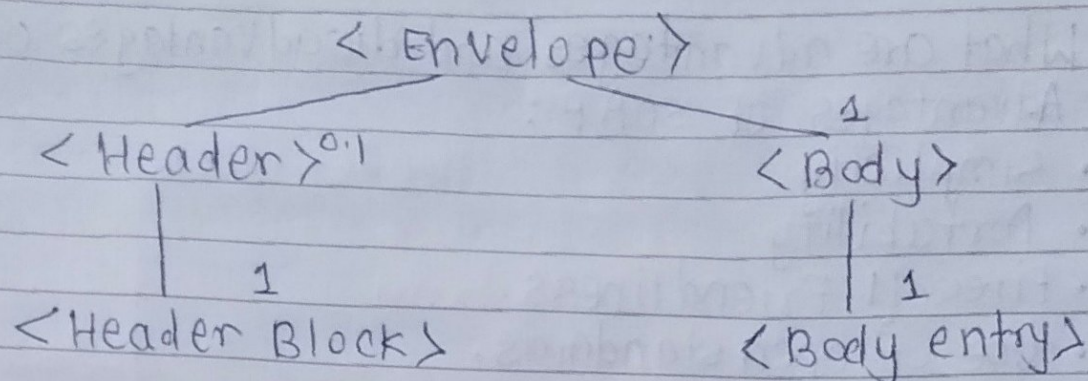 < Envelope >
1
< Header > 0.1
< Body >
1
1
< Header Block >
< Body entry >